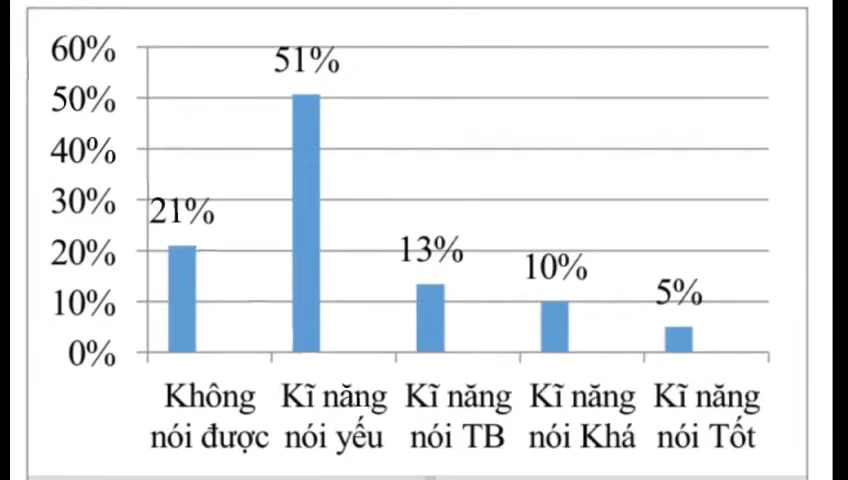 60%
51%
50%
40%
30%
21%
20%
13%
10%
10%
5%
0%
Không nói được
Kĩ năng nói yếu
Kĩ năng nói TB
Kĩ năng nói Khá
Kĩ năng nói Tốt